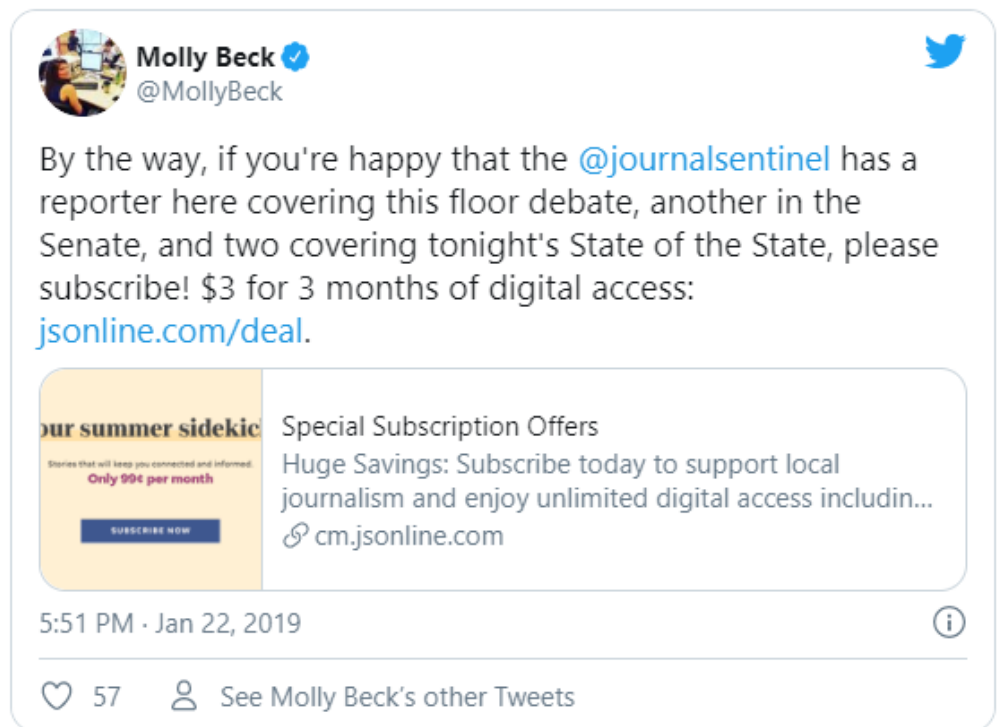 Molly Beck
@MollyBeck
By the way, if you're happy that the @journalsentinel has a
reporter here covering this floor debate, another in the
Senate, and two covering tonight's State of the State, please
subscribe! $3 for 3 months of digital access:
jsonline.com/deal.
our summer sidekic
Stories that will keep you connected and informed.
Only 99¢ per month
SUBSCRIBE NOW
Special Subscription Offers
Huge Savings: Subscribe today to support local
journalism and enjoy unlimited digital access includin...
cm.jsonline.com
5:51 PM · Jan 22, 2019
57
See Molly Beck's other Tweets